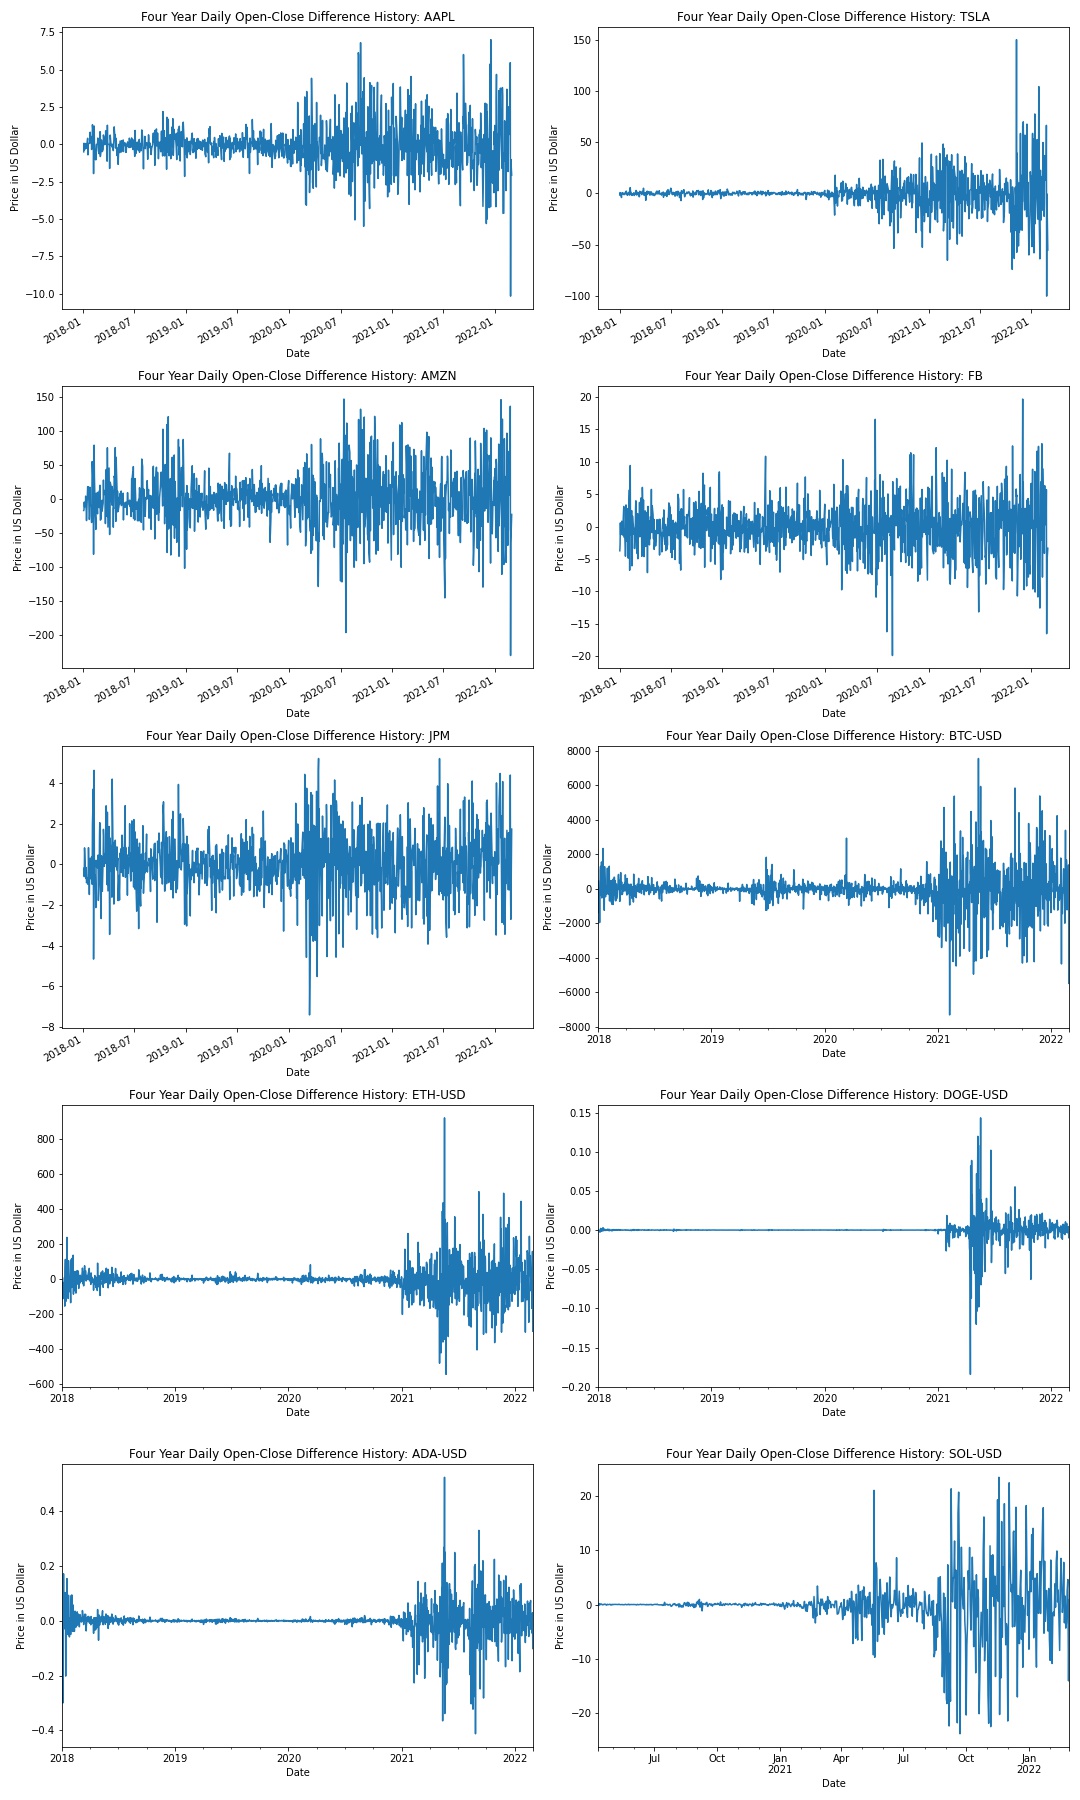 Four Year Daily Open-Close Difference History: AAPL
Price in US Dollar
7.5
5.0
2.5
0.0
−2.5
−5.0
−7.5
−10.0
2018-01 2018-07 2019-01 2019-07 2020-01 2020-07 2021-01 2021-07 2022-01
Date
Four Year Daily Open-Close Difference History: TSLA
Price in US Dollar
150
100
50
0
−50
−100
2018-01 2018-07 2019-01 2019-07 2020-01 2020-07 2021-01 2021-07 2022-01
Date
Four Year Daily Open-Close Difference History: AMZN
Price in US Dollar
150
100
50
0
−50
−100
−150
−200
2018-01 2018-07 2019-01 2019-07 2020-01 2020-07 2021-01 2021-07 2022-01
Date
Four Year Daily Open-Close Difference History: FB
Price in US Dollar
20
15
10
5
0
−5
−10
−15
−20
2018-01 2018-07 2019-01 2019-07 2020-01 2020-07 2021-01 2021-07 2022-01
Date
Four Year Daily Open-Close Difference History: JPM
Price in US Dollar
4
2
0
−2
−4
−6
−8
2018-01 2018-07 2019-01 2019-07 2020-01 2020-07 2021-01 2021-07 2022-01
Date
Four Year Daily Open-Close Difference History: BTC-USD
Price in US Dollar
8000
6000
4000
2000
0
−2000
−4000
−6000
−8000
2018 2019 2020 2021 2022
Date
Four Year Daily Open-Close Difference History: ETH-USD
Price in US Dollar
800
600
400
200
0
−200
−400
−600
2018 2019 2020 2021 2022
Date
Four Year Daily Open-Close Difference History: DOGE-USD
Price in US Dollar
0.15
0.10
0.05
0.00
−0.05
−0.10
−0.15
−0.20
2018 2019 2020 2021 2022
Date
Four Year Daily Open-Close Difference History: ADA-USD
Price in US Dollar
0.4
0.2
0.0
−0.2
−0.4
2018 2019 2020 2021 2022
Date
Four Year Daily Open-Close Difference History: SOL-USD
Price in US Dollar
20
10
0
−10
−20
Jul Oct Jan Apr Jul Oct Jan
2021 2022
Date